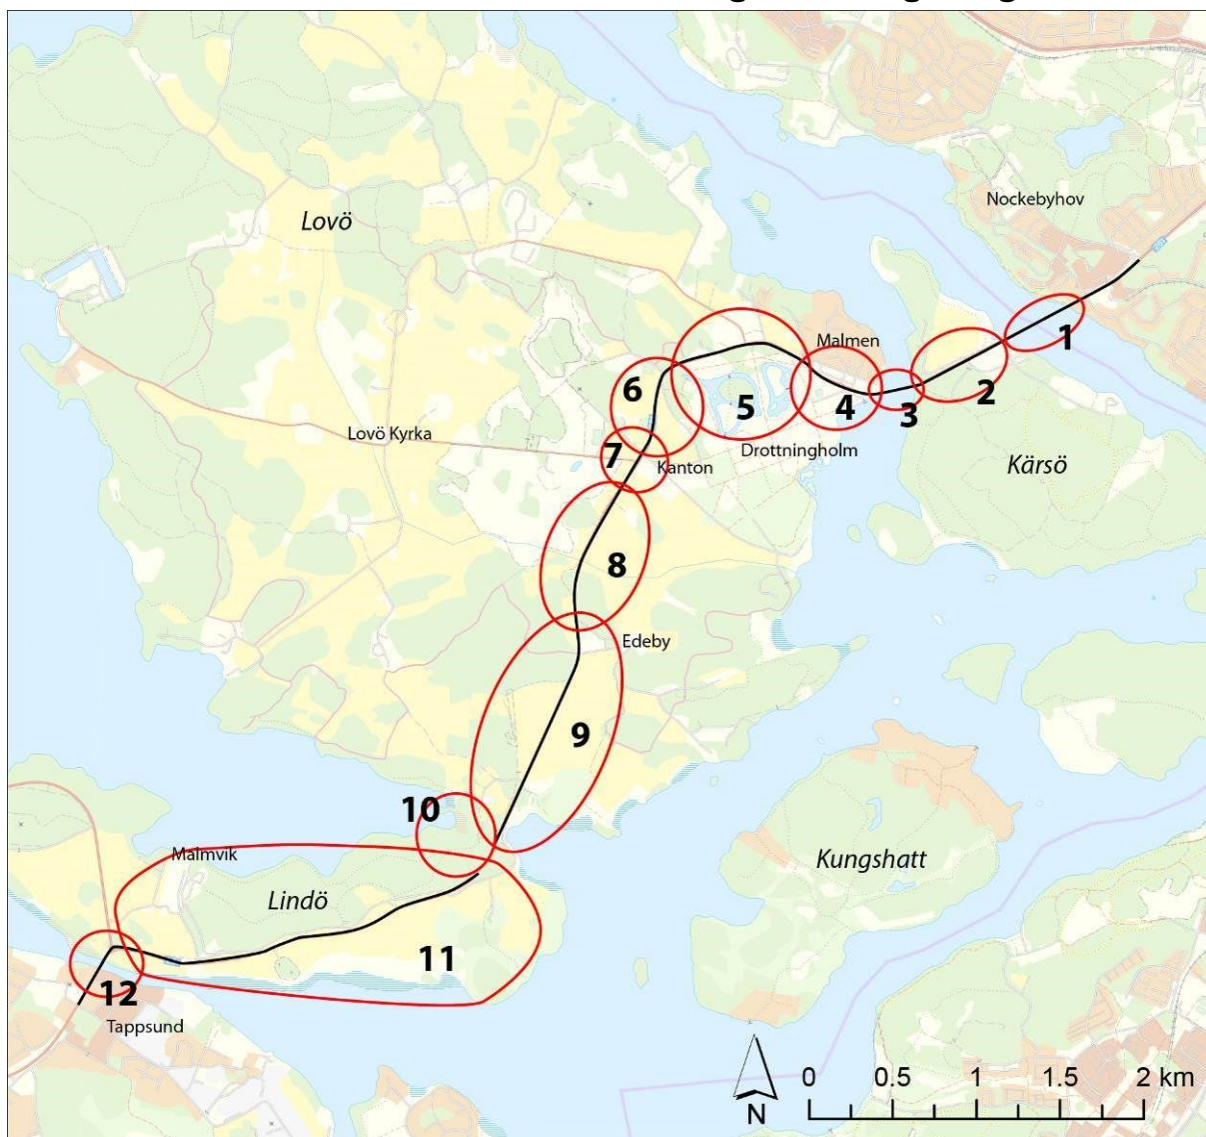 Nockebyhov
Lovö
1
Malmen
2
6
3
5
4
Lovö Kyrka
7
Drottningholm
Kanton
Kärsö
8
Edeby
9
10
Malmvik
Kungshatt
Lindö
11
12
Tappsund
0 0.5 1 1.5 2 km
N